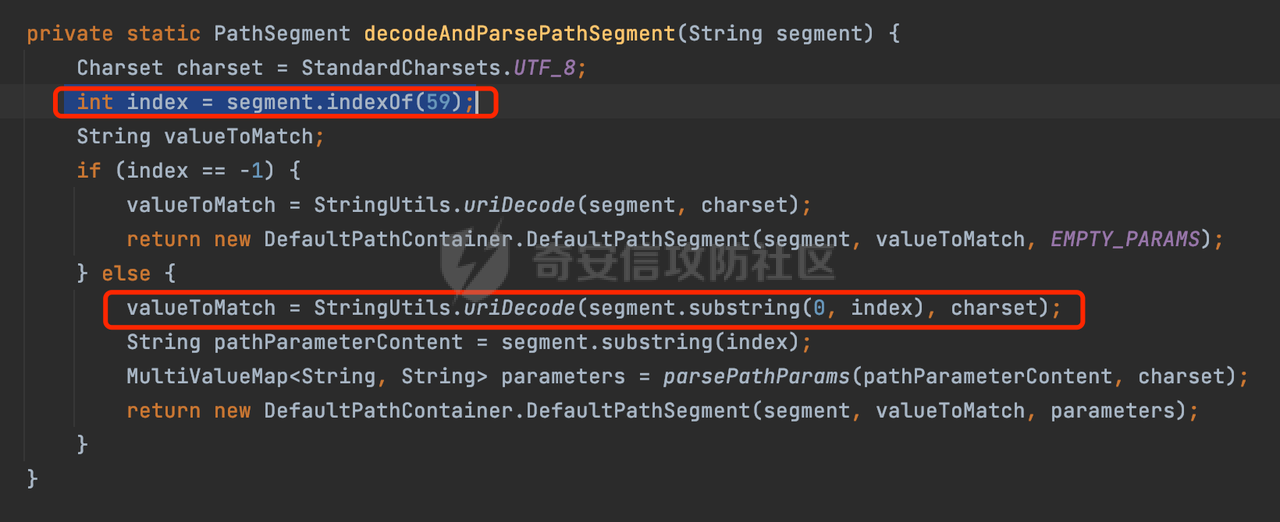 private static PathSegment decodeAndParsePathSegment(String segment) {
    Charset charset = StandardCharsets.UTF_8;
    int index = segment.indexOf(59);
    String valueToMatch;
    if (index == -1) {
        valueToMatch = StringUtils.uriDecode(segment, charset);
        return new DefaultPathContainer.DefaultPathSegment(segment, valueToMatch, EMPTY_PARAMS);
    } else {
        valueToMatch = StringUtils.uriDecode(segment.substring(0, index), charset);
        String pathParameterContent = segment.substring(index);
        MultiValueMap<String, String> parameters = parsePathParams(pathParameterContent, charset);
        return new DefaultPathContainer.DefaultPathSegment(segment, valueToMatch, parameters);
    }
}
奇安信攻防社区